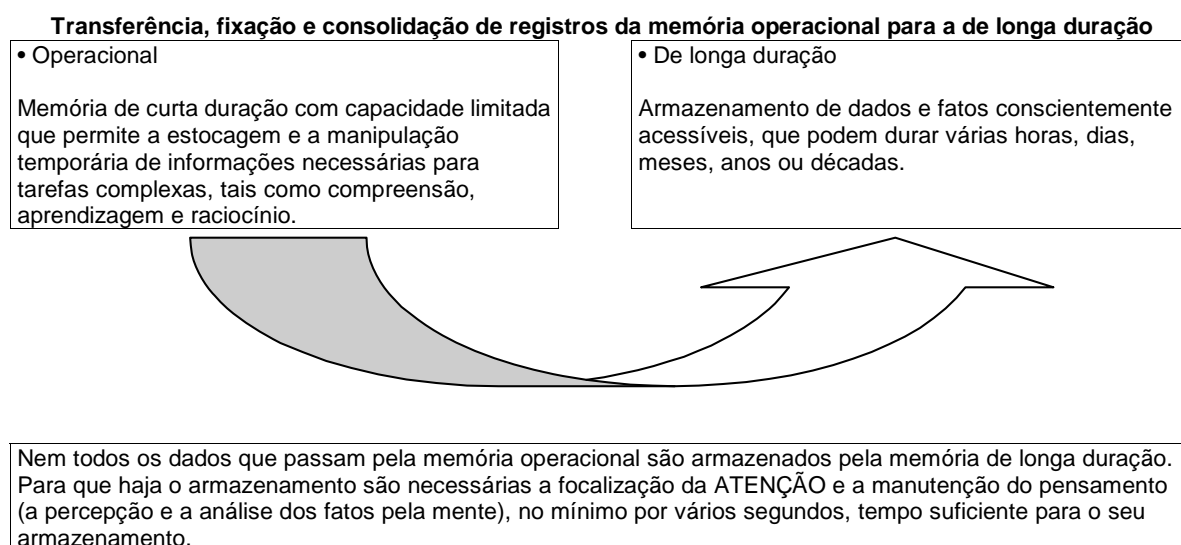 Transferência, fixação e consolidação de registros da memória operacional para a de longa duração
• Operacional
Memória de curta duração com capacidade limitada
que permite a estocagem e a manipulação
temporária de informações necessárias para
tarefas complexas, tais como compreensão,
aprendizagem e raciocínio.
• De longa duração
Armazenamento de dados e fatos conscientemente
acessíveis, que podem durar várias horas, dias,
meses, anos ou décadas.
Nem todos os dados que passam pela memória operacional são armazenados pela memória de longa duração.
Para que haja o armazenamento são necessárias a focalização da ATENÇÃO e a manutenção do pensamento
(a percepção e a análise dos fatos pela mente), no mínimo por vários segundos, tempo suficiente para o seu
armazenamento.